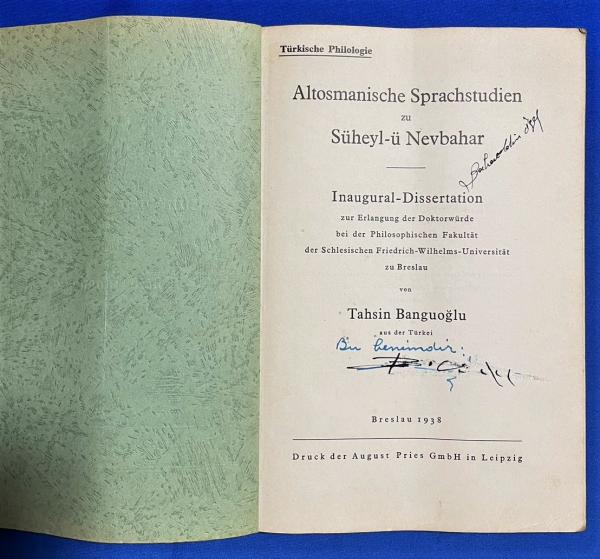 Türkische Philologie
Altosmanische Sprachstudien
zu
Süheyl-ü Nevbahar
Inaugural-Dissertation
zur Erlangung der Doktorwürde
bei der Philosophischen Fakultät
der Schlesischen Friedrich-Wilhelms-Universität
zu Breslau
von
Tahsin Banguoğlu
aus der Türkei
Bu benimdir.
Breslau 1938
Druck der August Pries GmbH in Leipzig